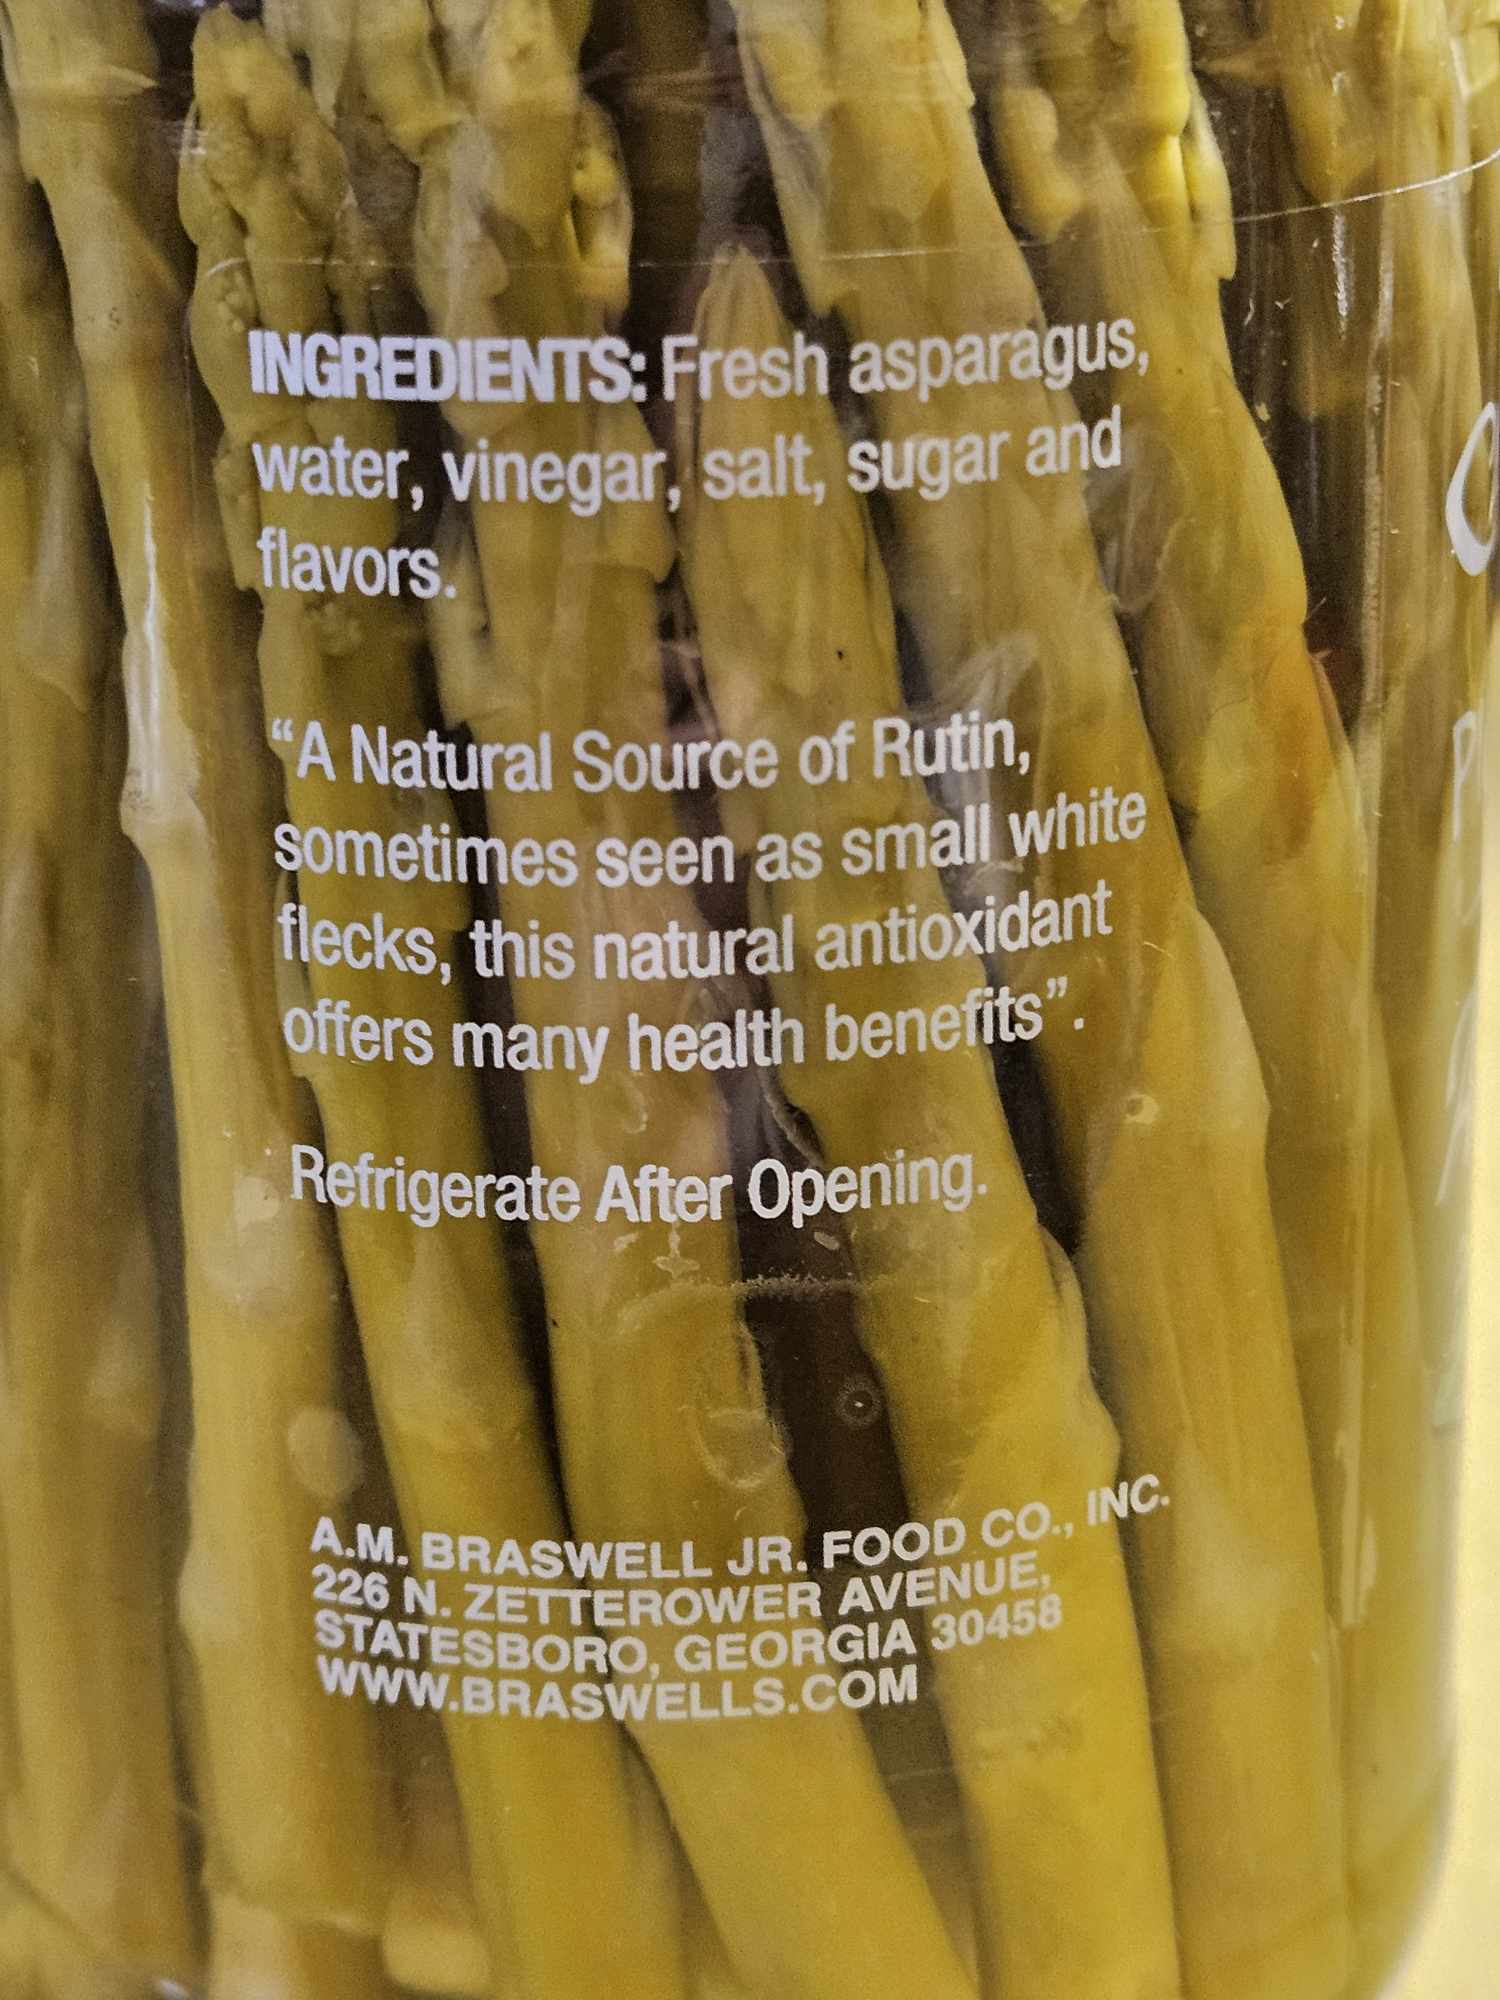 INGREDIENTS: Fresh asparagus,
water, vinegar, salt, sugar and
flavors.
“A Natural Source of Rutin,
sometimes seen as small white
flecks, this natural antioxidant
offers many health benefits”.
Refrigerate After Opening.
A.M. BRASWELL JR. FOOD CO., INC.
226 N. ZETTEROWER AVENUE,
STATESBORO, GEORGIA 30458
WWW.BRASWELLS.COM